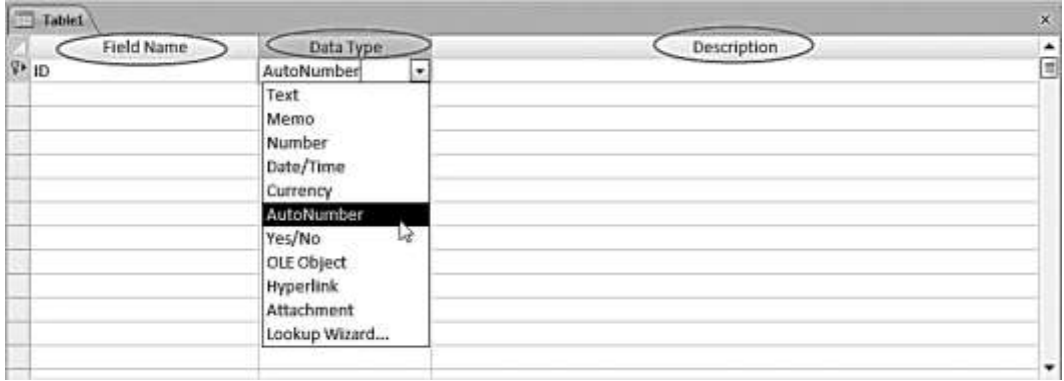 Table1
Field Name Data Type Description
ID AutoNumber
Text
Memo
Number
Date/Time
Currency
AutoNumber
Yes/No
OLE Object
Hyperlink
Attachment
Lookup Wizard...